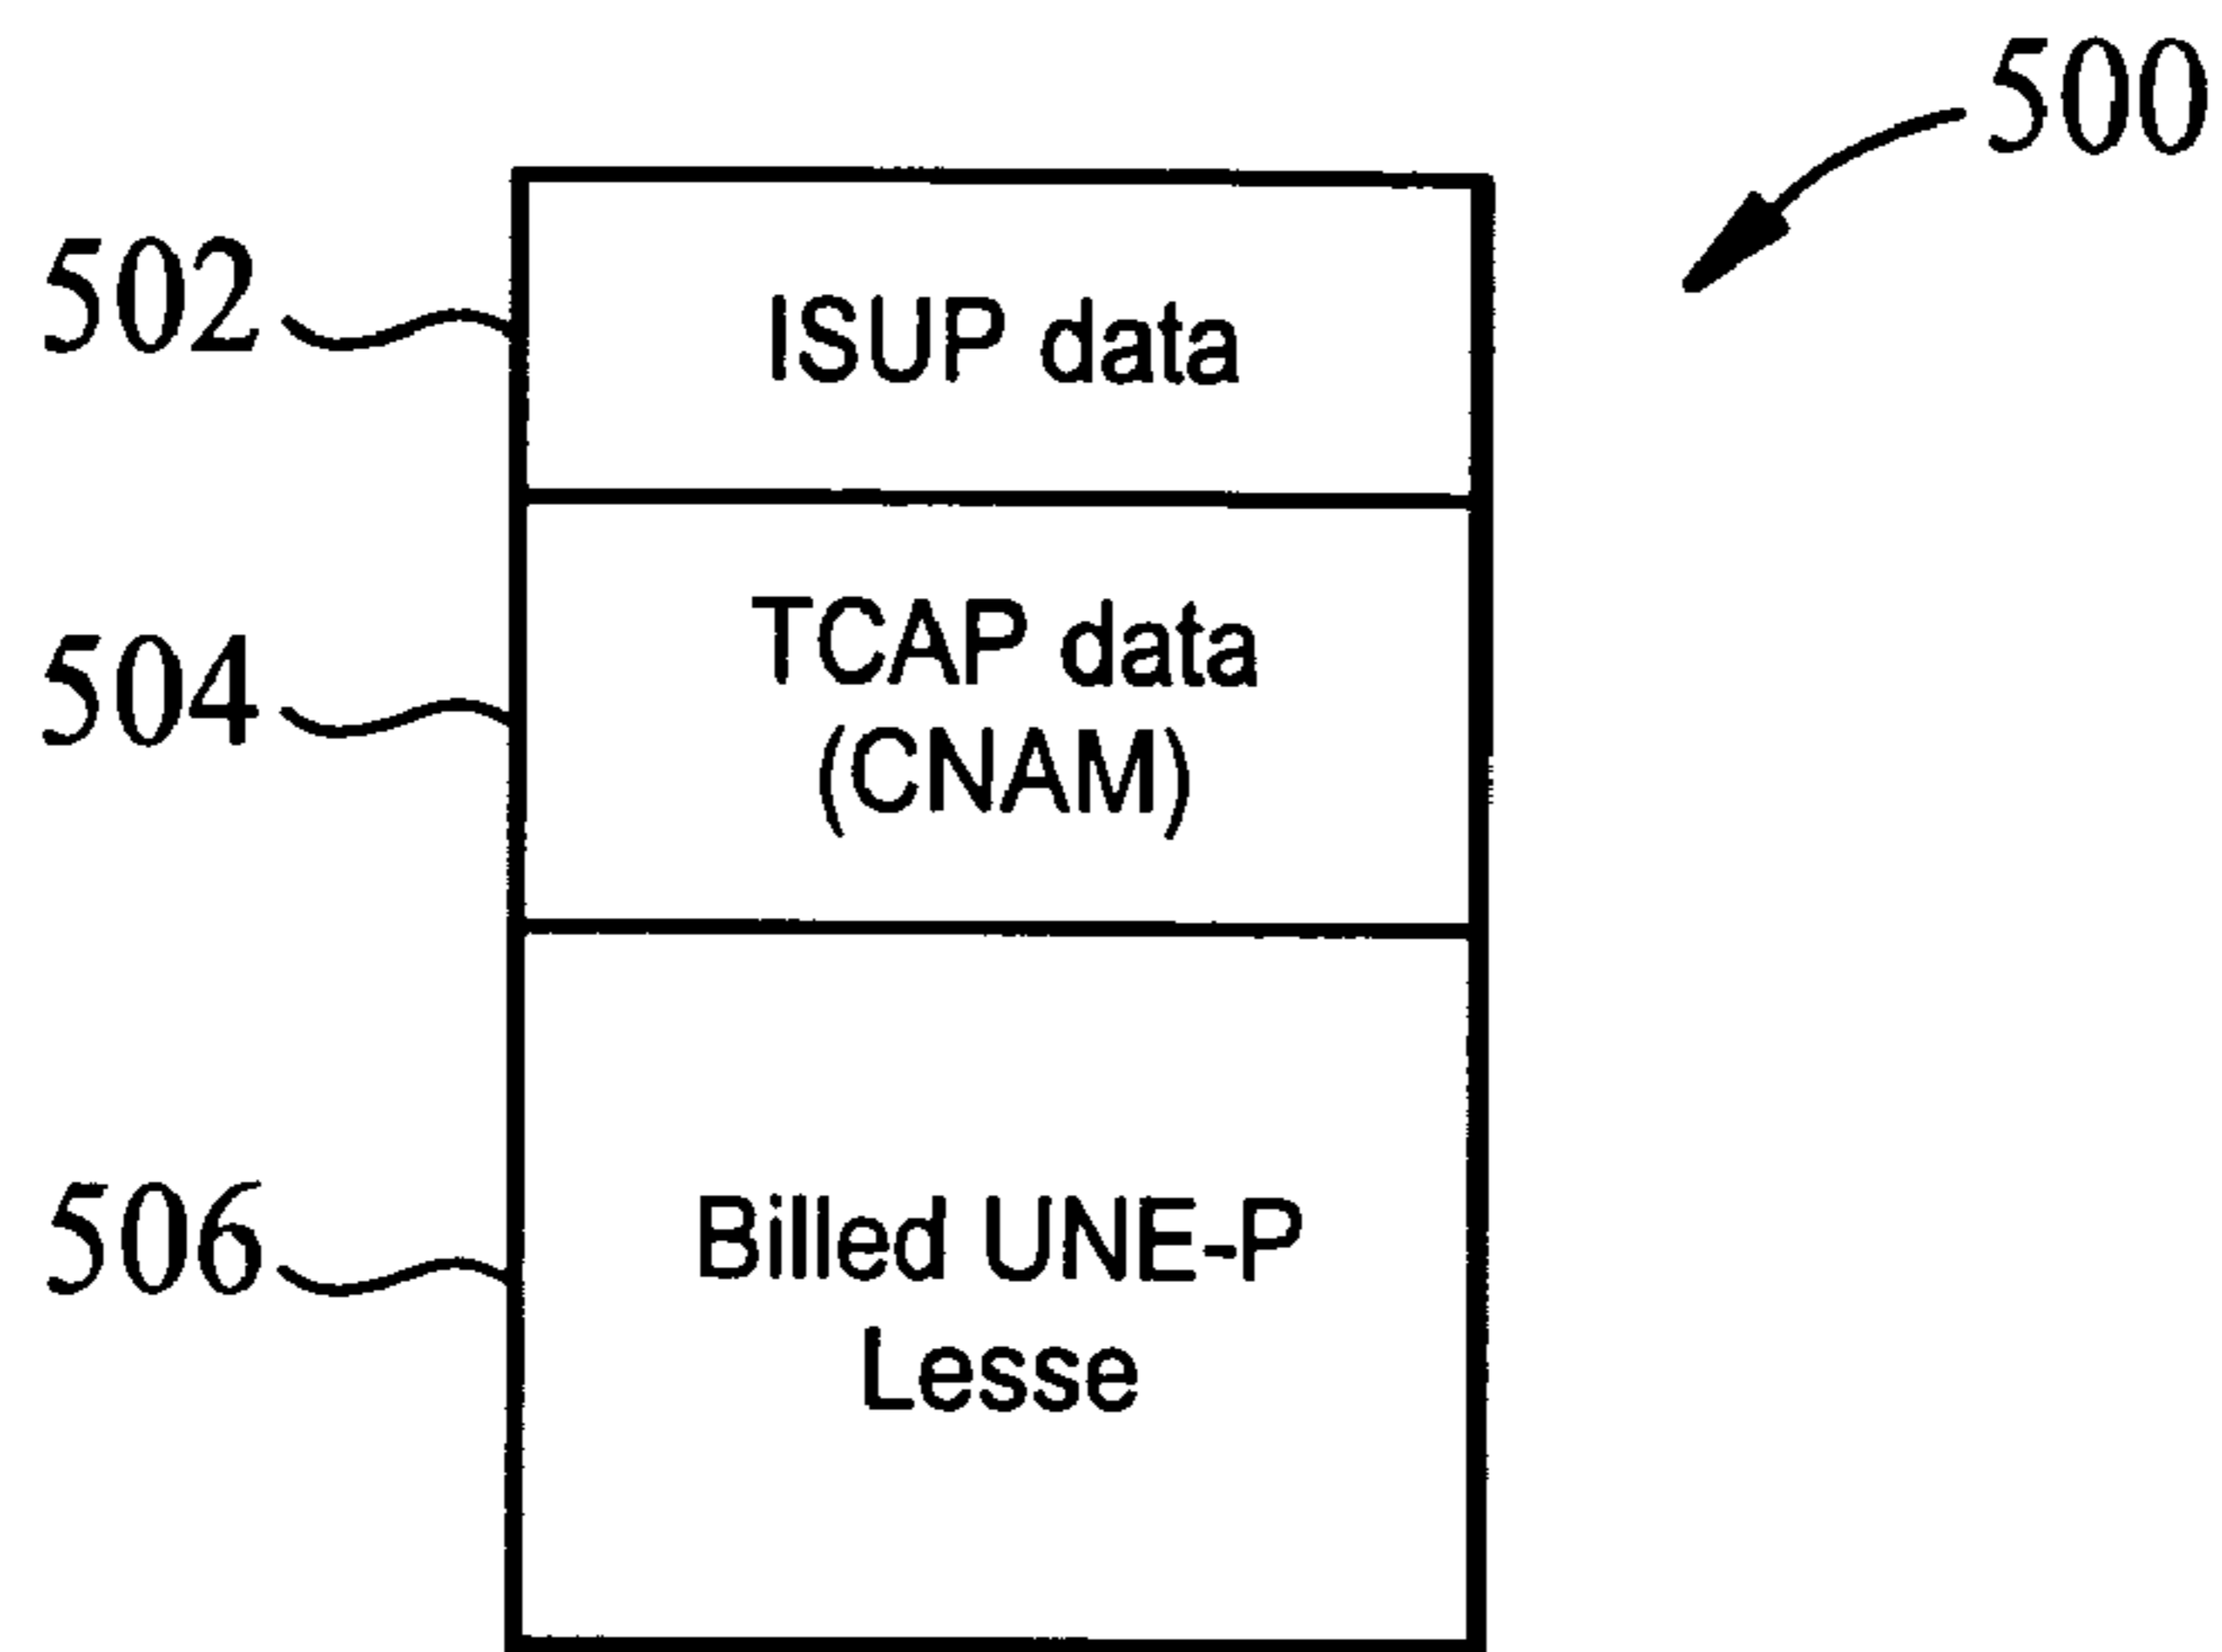 500
502
ISUP data
504
TCAP data
(CNAM)
506
Billed UNE-P
Lesse